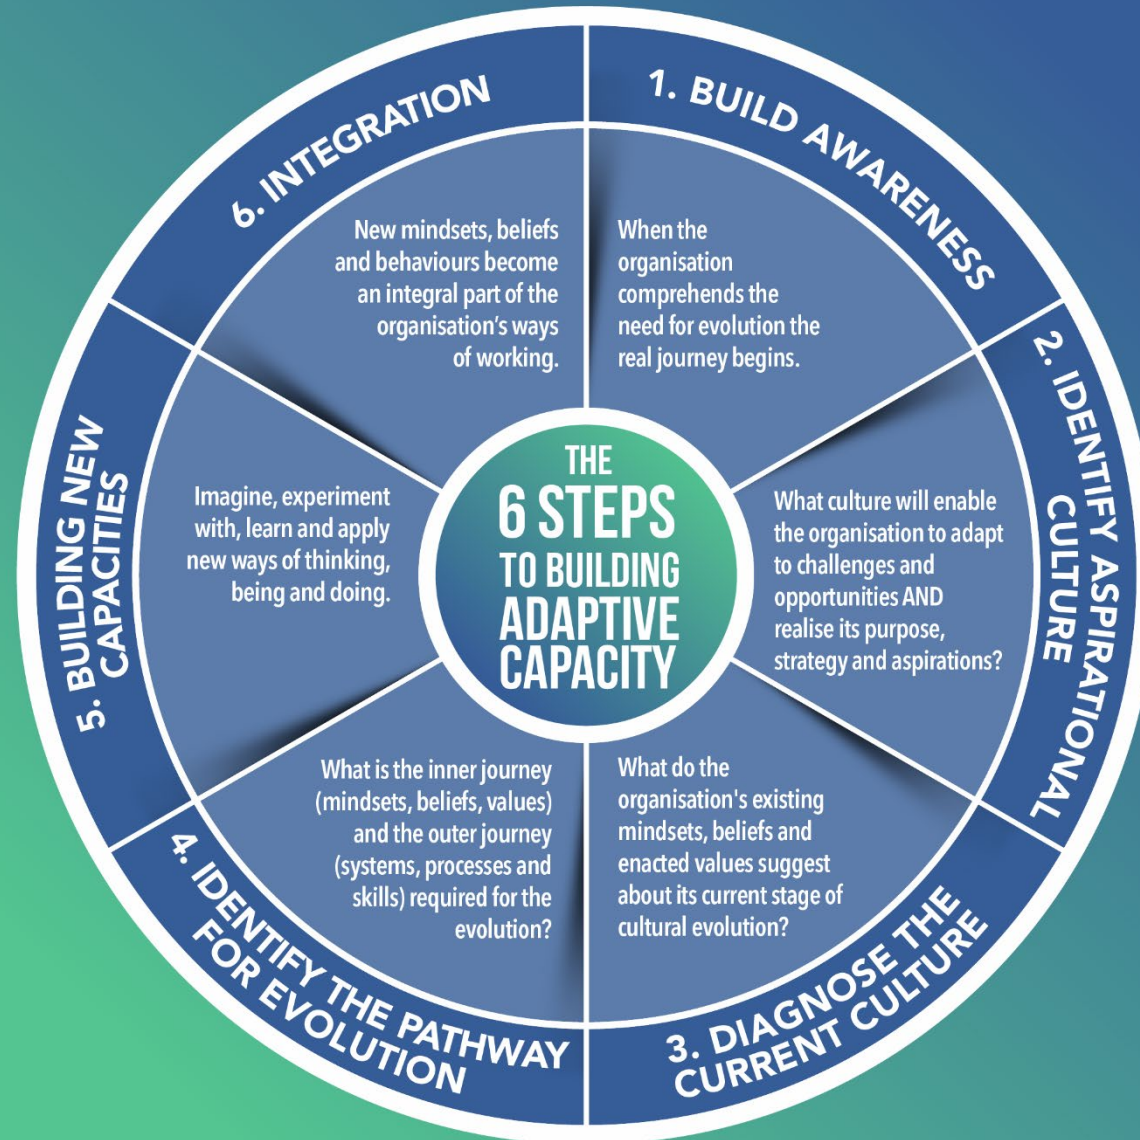 THE
6 STEPS
TO BUILDING
ADAPTIVE
CAPACITY
1. BUILD AWARENESS
When the
organisation
comprehends the
need for evolution the
real journey begins.
2. IDENTIFY ASPIRATIONAL
CULTURE
What culture will enable
the organisation to adapt
to challenges and
opportunities AND
realise its purpose,
strategy and aspirations?
3. DIAGNOSE THE
CURRENT CULTURE
What do the
organisation's existing
mindsets, beliefs and
enacted values suggest
about its current stage of
cultural evolution?
4. IDENTIFY THE PATHWAY
FOR EVOLUTION
What is the inner journey
(mindsets, beliefs, values)
and the outer journey
(systems, processes and
skills) required for the
evolution?
5. BUILDING NEW
CAPACITIES
Imagine, experiment
with, learn and apply
new ways of thinking,
being and doing.
6. INTEGRATION
New mindsets, beliefs
and behaviours become
an integral part of the
organisation’s ways
of working.